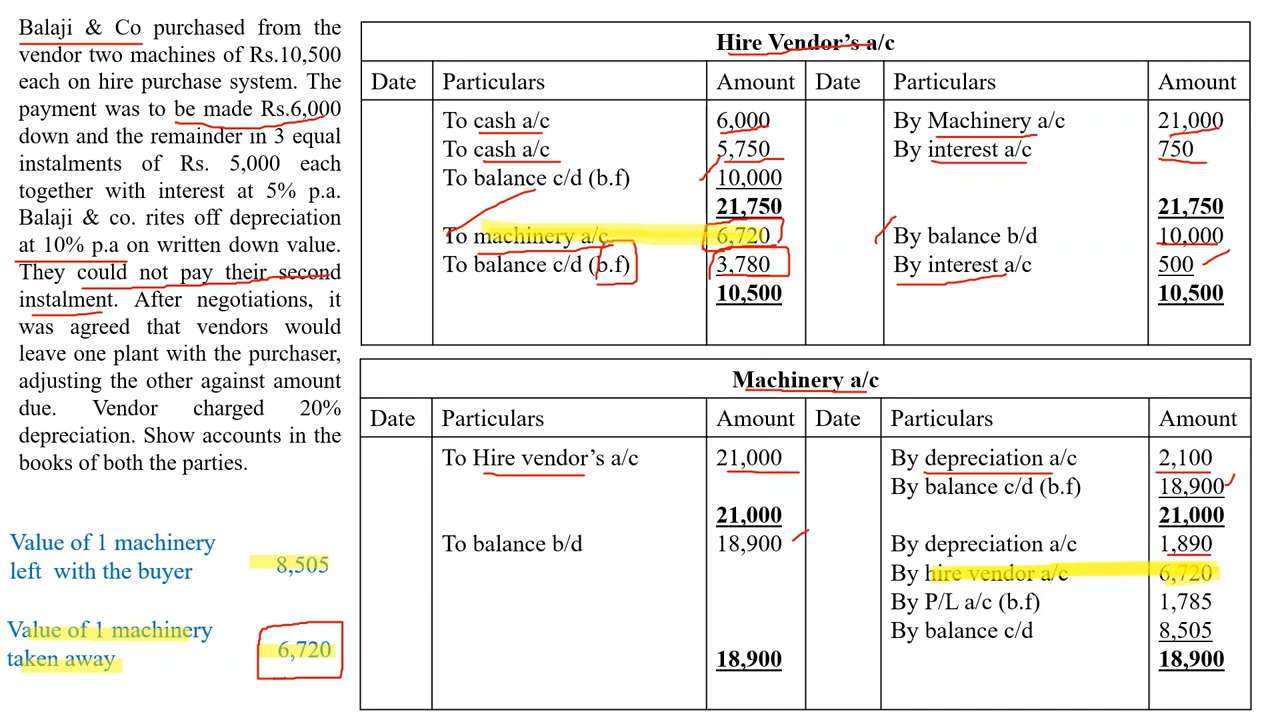 Balaji & Co purchased from the
vendor two machines of Rs.10,500
each on hire purchase system. The
payment was to be made Rs.6,000
down and the remainder in 3 equal
instalments of Rs. 5,000 each
together with interest at 5% p.a.
Balaji & co. rites off depreciation
at 10% p.a on written down value.
They could not pay their second
instalment. After negotiations, it
was agreed that vendors would
leave one plant with the purchaser,
adjusting the other against amount
due. Vendor charged 20%
depreciation. Show accounts in the
books of both the parties.
Value of 1 machinery
left with the buyer 8,505
Value of 1 machinery
taken away 6,720
Hire Vendor's a/c
Date Particulars Amount Date Particulars Amount
To cash a/c 6,000 By Machinery a/c 21,000
To cash a/c 5,750 By interest a/c 750
To balance c/d (b.f) 10,000
21,750 21,750
To machinery a/c 6,720 By balance b/d 10,000
To balance c/d (b.f) 3,780 By interest a/c 500
10,500 10,500
Machinery a/c
Date Particulars Amount Date Particulars Amount
To Hire vendor's a/c 21,000 By depreciation a/c 2,100
By balance c/d (b.f) 18,900
21,000 21,000
To balance b/d 18,900 By depreciation a/c 1,890
By hire vendor a/c 6,720
By P/L a/c (b.f) 1,785
By balance c/d 8,505
18,900 18,900